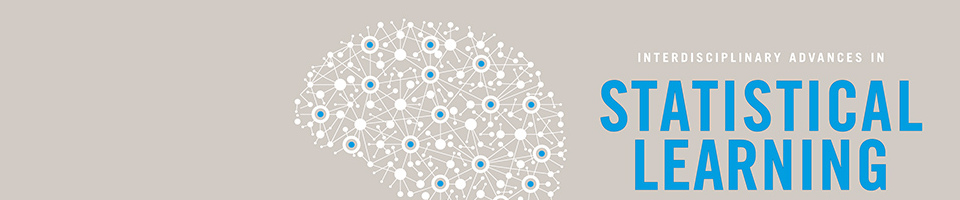 INTERDISCIPLINARY ADVANCES IN
STATISTICAL
LEARNING